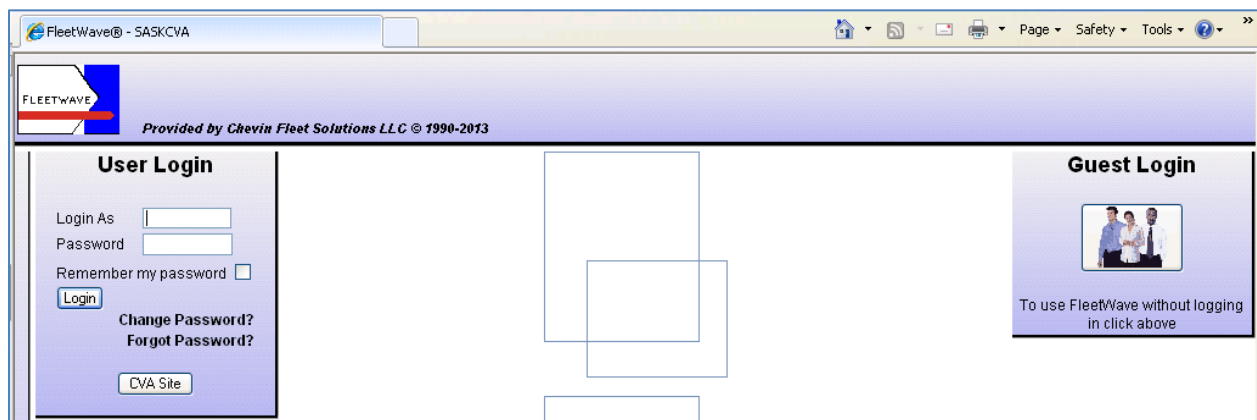 FleetWave® - SASKCVA
Page Safety Tools »
FLEETWAVE
Provided by Chevin Fleet Solutions LLC © 1990-2013
User Login
Login As
Password
Remember my password
Login
Change Password?
Forgot Password?
CVA Site
Guest Login
To use FleetWave without logging
in click above